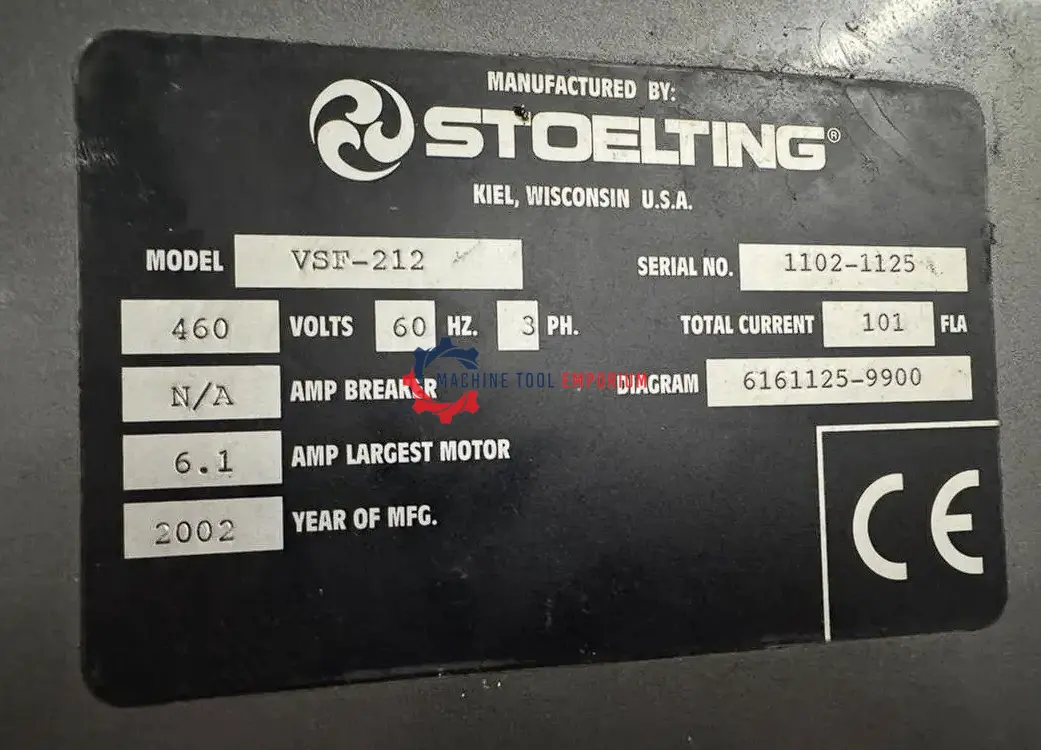 MANUFACTURED BY:
STOELTING®
KIEL, WISCONSIN U.S.A.
MODEL VSF-212 SERIAL NO. 1102-1125
460 VOLTS 60 HZ. 3 PH. TOTAL CURRENT 101 FLA
N/A AMP BREAKER DIAGRAM 6161125-9900
MACHINE TOOL EMPORIUM
6.1 AMP LARGEST MOTOR
2002 YEAR OF MFG.
CE